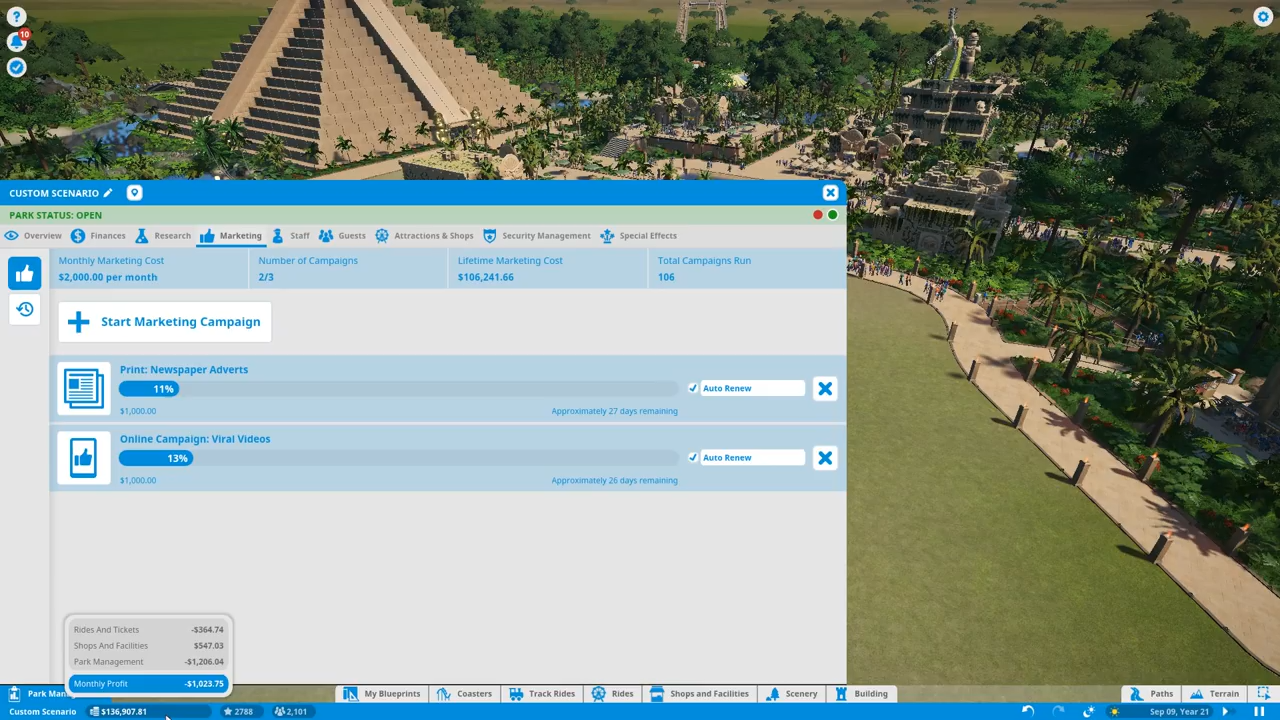 ?
10
CUSTOM SCENARIO
PARK STATUS: OPEN
Overview
Finances
Research
Marketing
Staff
Guests
Attractions & Shops
Security Management
Special Effects
Monthly Marketing Cost
$2,000.00 per month
Number of Campaigns
2/3
Lifetime Marketing Cost
$106,241.66
Total Campaigns Run
106
Start Marketing Campaign
Print: Newspaper Adverts
11%
Auto Renew
$1,000.00
Approximately 27 days remaining
Online Campaign: Viral Videos
13%
Auto Renew
$1,000.00
Approximately 26 days remaining
Rides And Tickets -$364.74
Shops And Facilities $547.03
Park Management -$1,206.04
Monthly Profit -$1,023.75
Park Man
My Blueprints
Coasters
Track Rides
Rides
Shops and Facilities
Scenery
Building
Paths
Terrain
Custom Scenario
$136,907.81
2788
2,101
Sep 09, Year 21